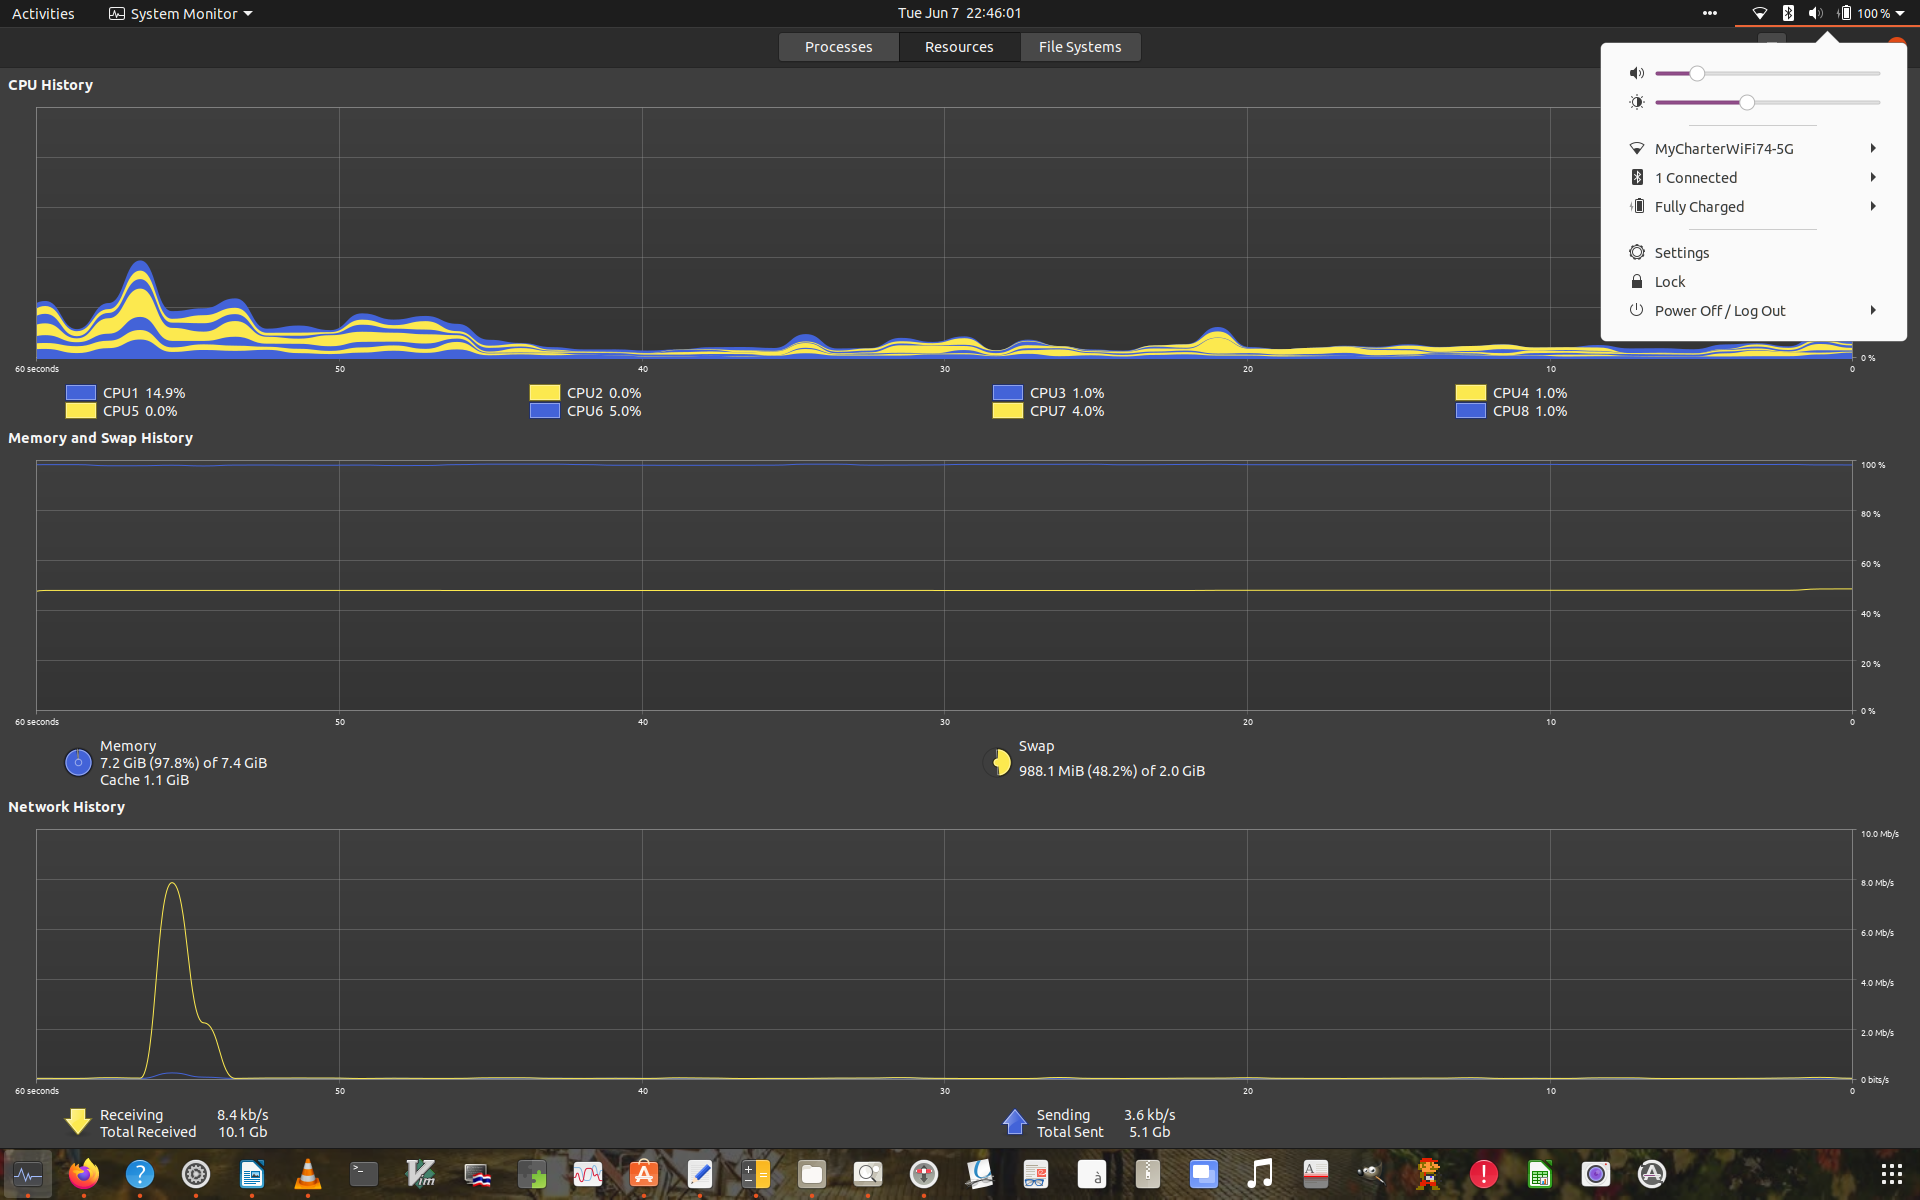 Activities System Monitor Tue Jun 7 22:46:01 100 %
Processes Resources File Systems
CPU History
MyCharterWiFi74-5G
1 Connected
Fully Charged
Settings
Lock
Power Off / Log Out
0 %
60 seconds 50 40 30 20 10 0
CPU1 14.9% CPU2 0.0% CPU3 1.0% CPU4 1.0%
CPU5 0.0% CPU6 5.0% CPU7 4.0% CPU8 1.0%
Memory and Swap History
100 %
80 %
60 %
40 %
20 %
0 %
60 seconds 50 40 30 20 10 0
Memory
7.2 GiB (97.8%) of 7.4 GiB
Cache 1.1 GiB
Swap
988.1 MiB (48.2%) of 2.0 GiB
Network History
10.0 Mb/s
8.0 Mb/s
6.0 Mb/s
4.0 Mb/s
2.0 Mb/s
0 bits/s
60 seconds 50 40 30 20 10 0
Receiving 8.4 kb/s
Total Received 10.1 Gb
Sending 3.6 kb/s
Total Sent 5.1 Gb